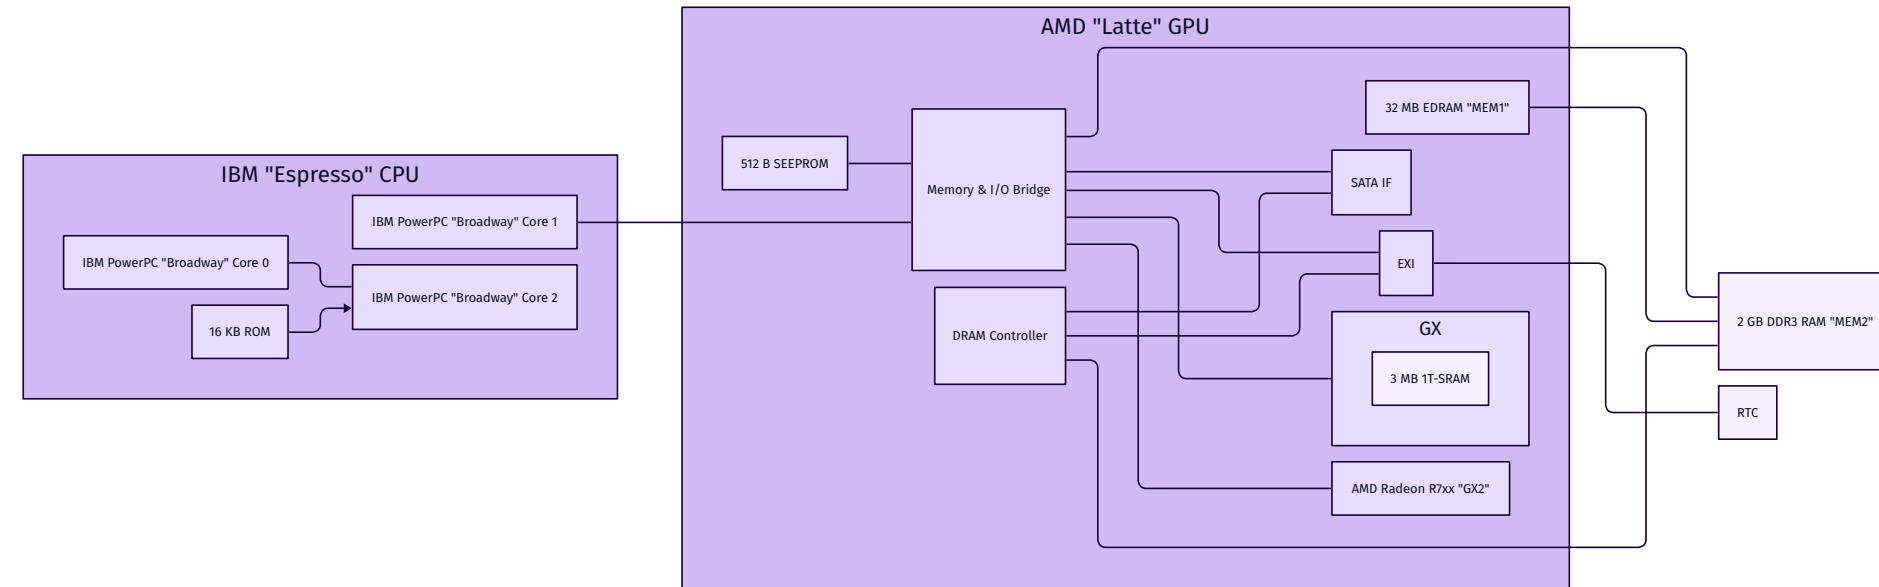 AMD "Latte" GPU
32 MB EDRAM "MEM1"
512 B SEEPROM
Memory & I/O Bridge
SATA IF
IBM "Espresso" CPU
IBM PowerPC "Broadway" Core 1
IBM PowerPC "Broadway" Core 0
IBM PowerPC "Broadway" Core 2
16 KB ROM
EXI
DRAM Controller
GX
3 MB 1T-SRAM
2 GB DDR3 RAM "MEM2"
RTC
AMD Radeon R7xx "GX2"